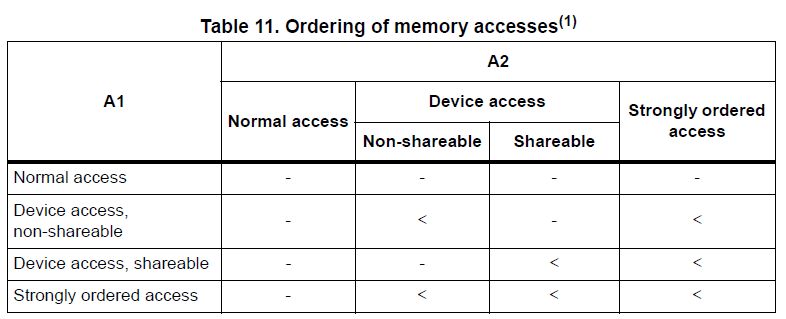 Table 11. Ordering of memory accesses(1)
A1
A2
Normal access
Device access
Strongly ordered
access
Non-shareable
Shareable
Normal access - - - -
Device access,
non-shareable - < - <
Device access, shareable - - < <
Strongly ordered access - < < <